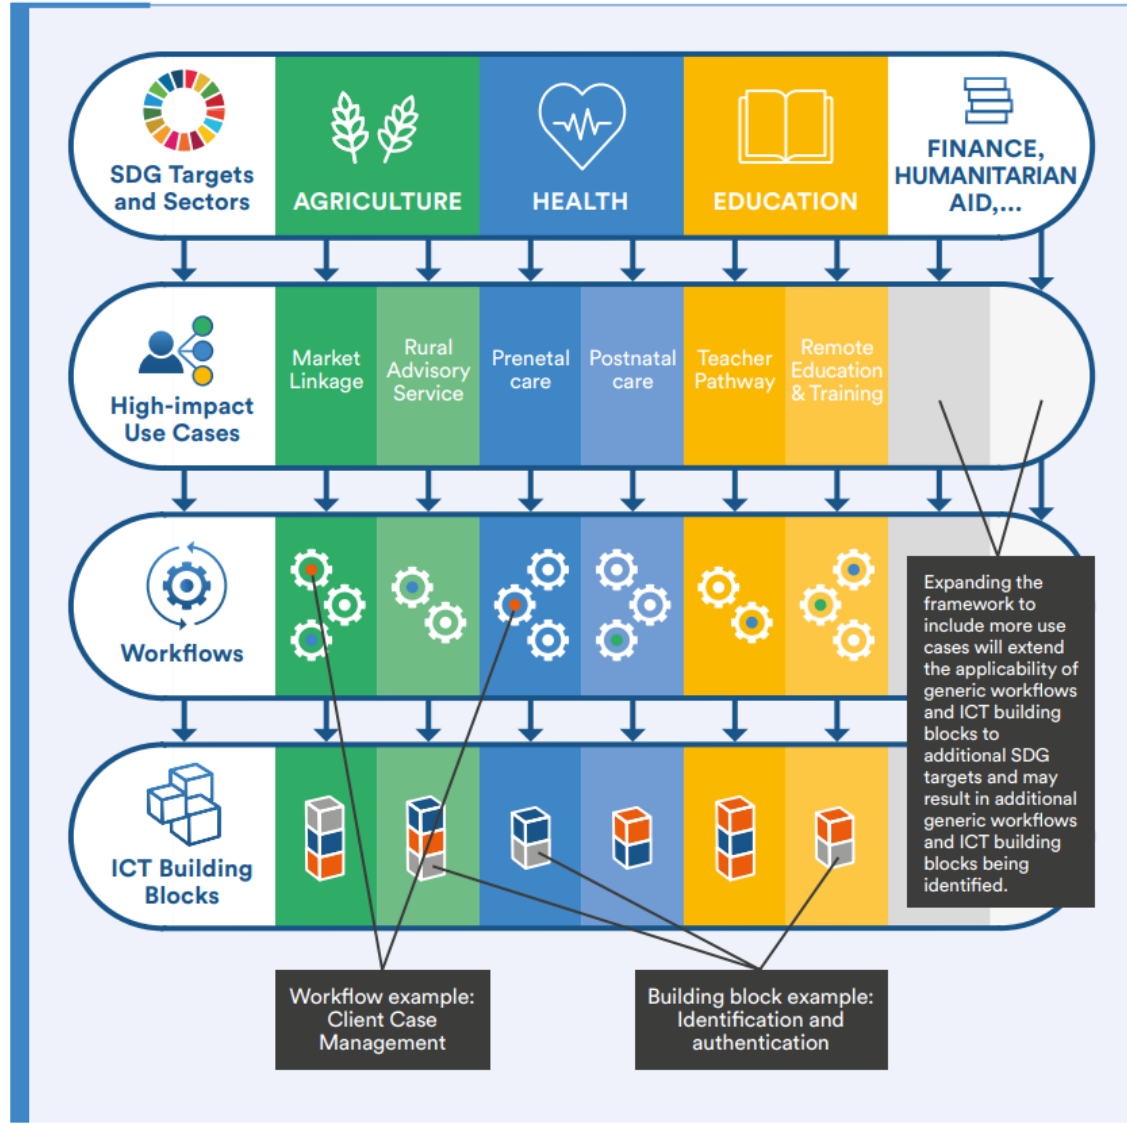 SDG Targets
and Sectors
AGRICULTURE
HEALTH
EDUCATION
FINANCE,
HUMANITARIAN
AID,...
High-impact
Use Cases
Market
Linkage
Rural
Advisory
Service
Prenetal
care
Postnatal
care
Teacher
Pathway
Remote
Education
& Training
Workflows
Expanding the
framework to
include more use
cases will extend
the applicability of
generic workflows
and ICT building
blocks to
additional SDG
targets and may
result in additional
generic workflows
and ICT building
blocks being
identified.
ICT Building
Blocks
Workflow example:
Client Case
Management
Building block example:
Identification and
authentication